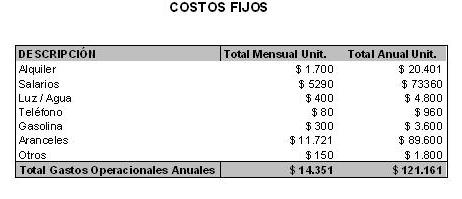 COSTOS FIJOS
DESCRIPCIÓN Total Mensual Unit. Total Anual Unit.
Alquiler $ 1.700 $ 20.401
Salarios $ 5290 $ 73360
Luz / Agua $ 400 $ 4.800
Teléfono $ 80 $ 960
Gasolina $ 300 $ 3.600
Aranceles $ 11.721 $ 89.600
Otros $ 150 $ 1.800
Total Gastos Operacionales Anuales $ 14.351 $ 121.161